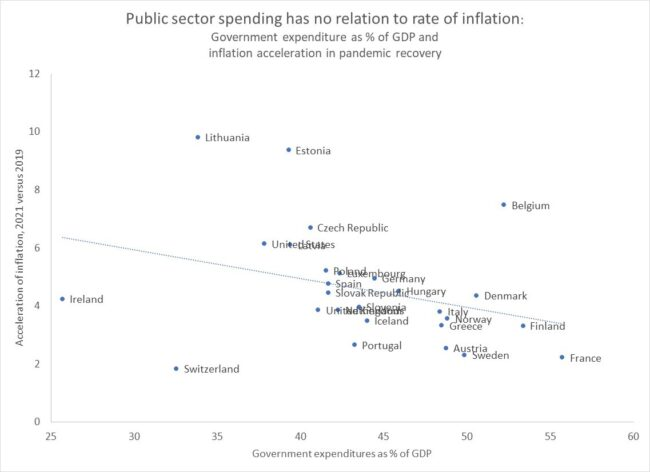 Public sector spending has no relation to rate of inflation:
Government expenditure as % of GDP and
inflation acceleration in pandemic recovery
Acceleration of inflation, 2021 versus 2019
12
10
8
6
4
2
0
Lithuania
Estonia
Belgium
Czech Republic
United States
Latvia
Poland
Luxembourg
Germany
Spain
Slovak Republic
Hungary
Denmark
Ireland
Slovenia
United Kingdom
Netherlands
Italy
Iceland
Norway
Greece
Finland
Portugal
Austria
Sweden
France
Switzerland
25
30
35
40
45
50
55
60
Government expenditures as % of GDP